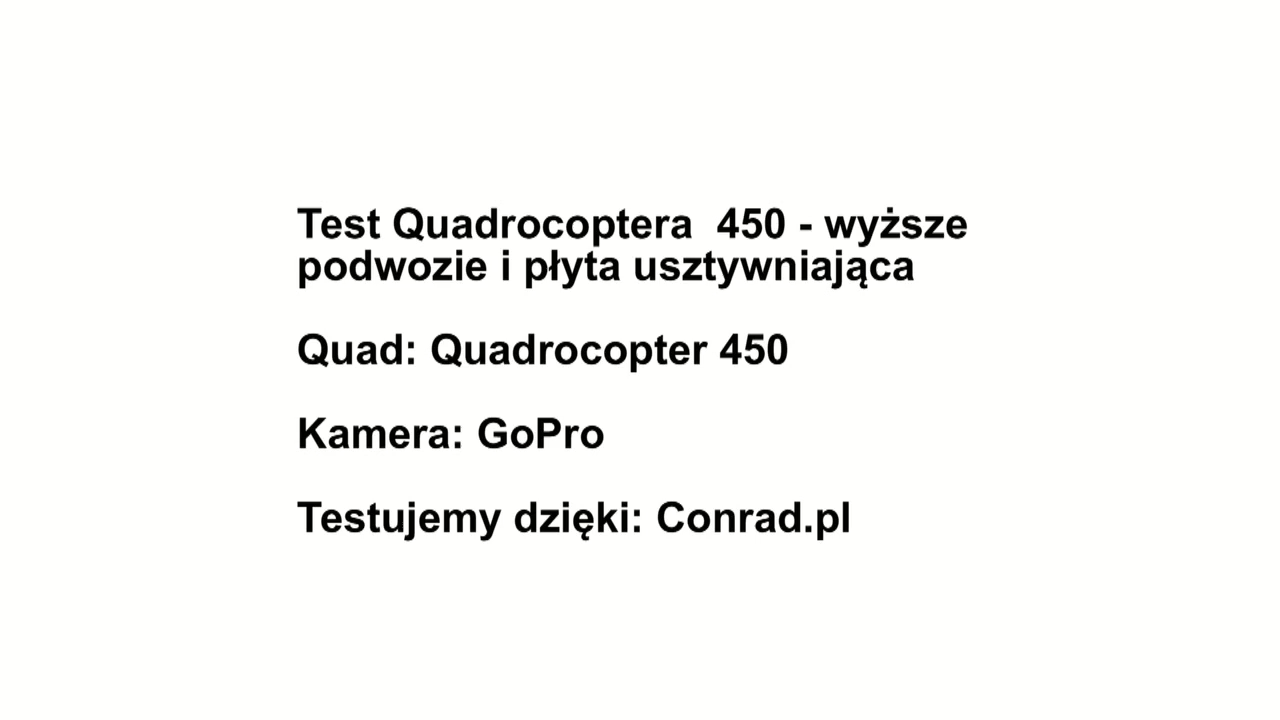 Test Quadrocoptera  450 - wyższe
podwozie i płyta usztywniająca
Quad: Quadrocopter 450
Kamera: GoPro
Testujemy dzięki: Conrad.pl